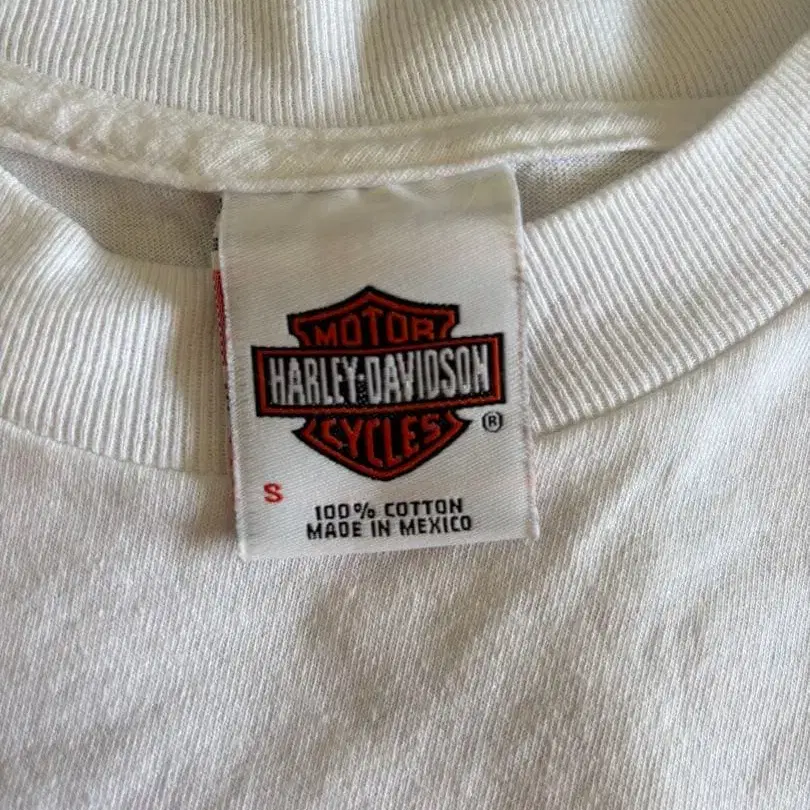 MOTOR
HARLEY-DAVIDSON
CYCLES
®
S
100% COTTON
MADE IN MEXICO